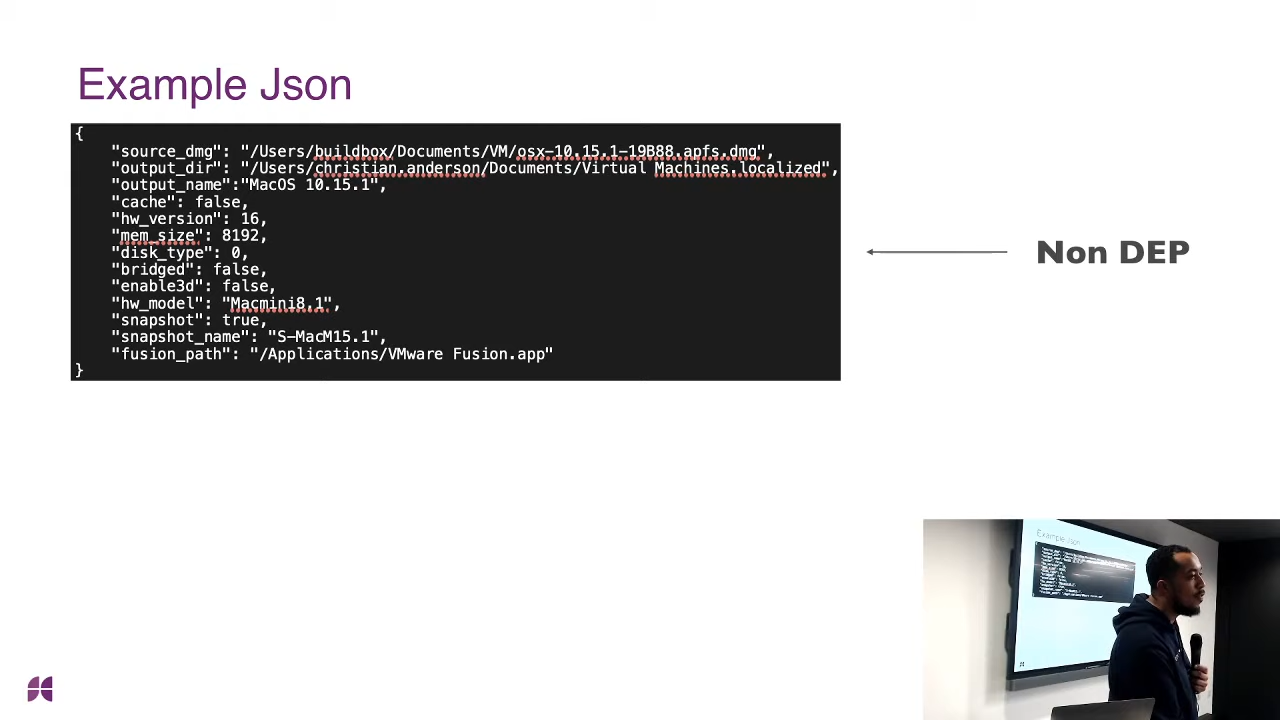 Example Json
{
"source_dmg": "/Users/buildbox/Documents/VM/osx-10.15.1-19B88.apfs.dmg",
"output_dir": "/Users/christian.anderson/Documents/Virtual Machines.localized",
"output_name":"MacOS 10.15.1",
"cache": false,
"hw_version": 16,
"mem_size": 8192,
"disk_type": 0,
"bridged": false,
"enable3d": false,
"hw_model": "Macmini8,1",
"snapshot": true,
"snapshot_name": "S-MacM15.1",
"fusion_path": "/Applications/VMware Fusion.app"
}
Non DEP
Example Json